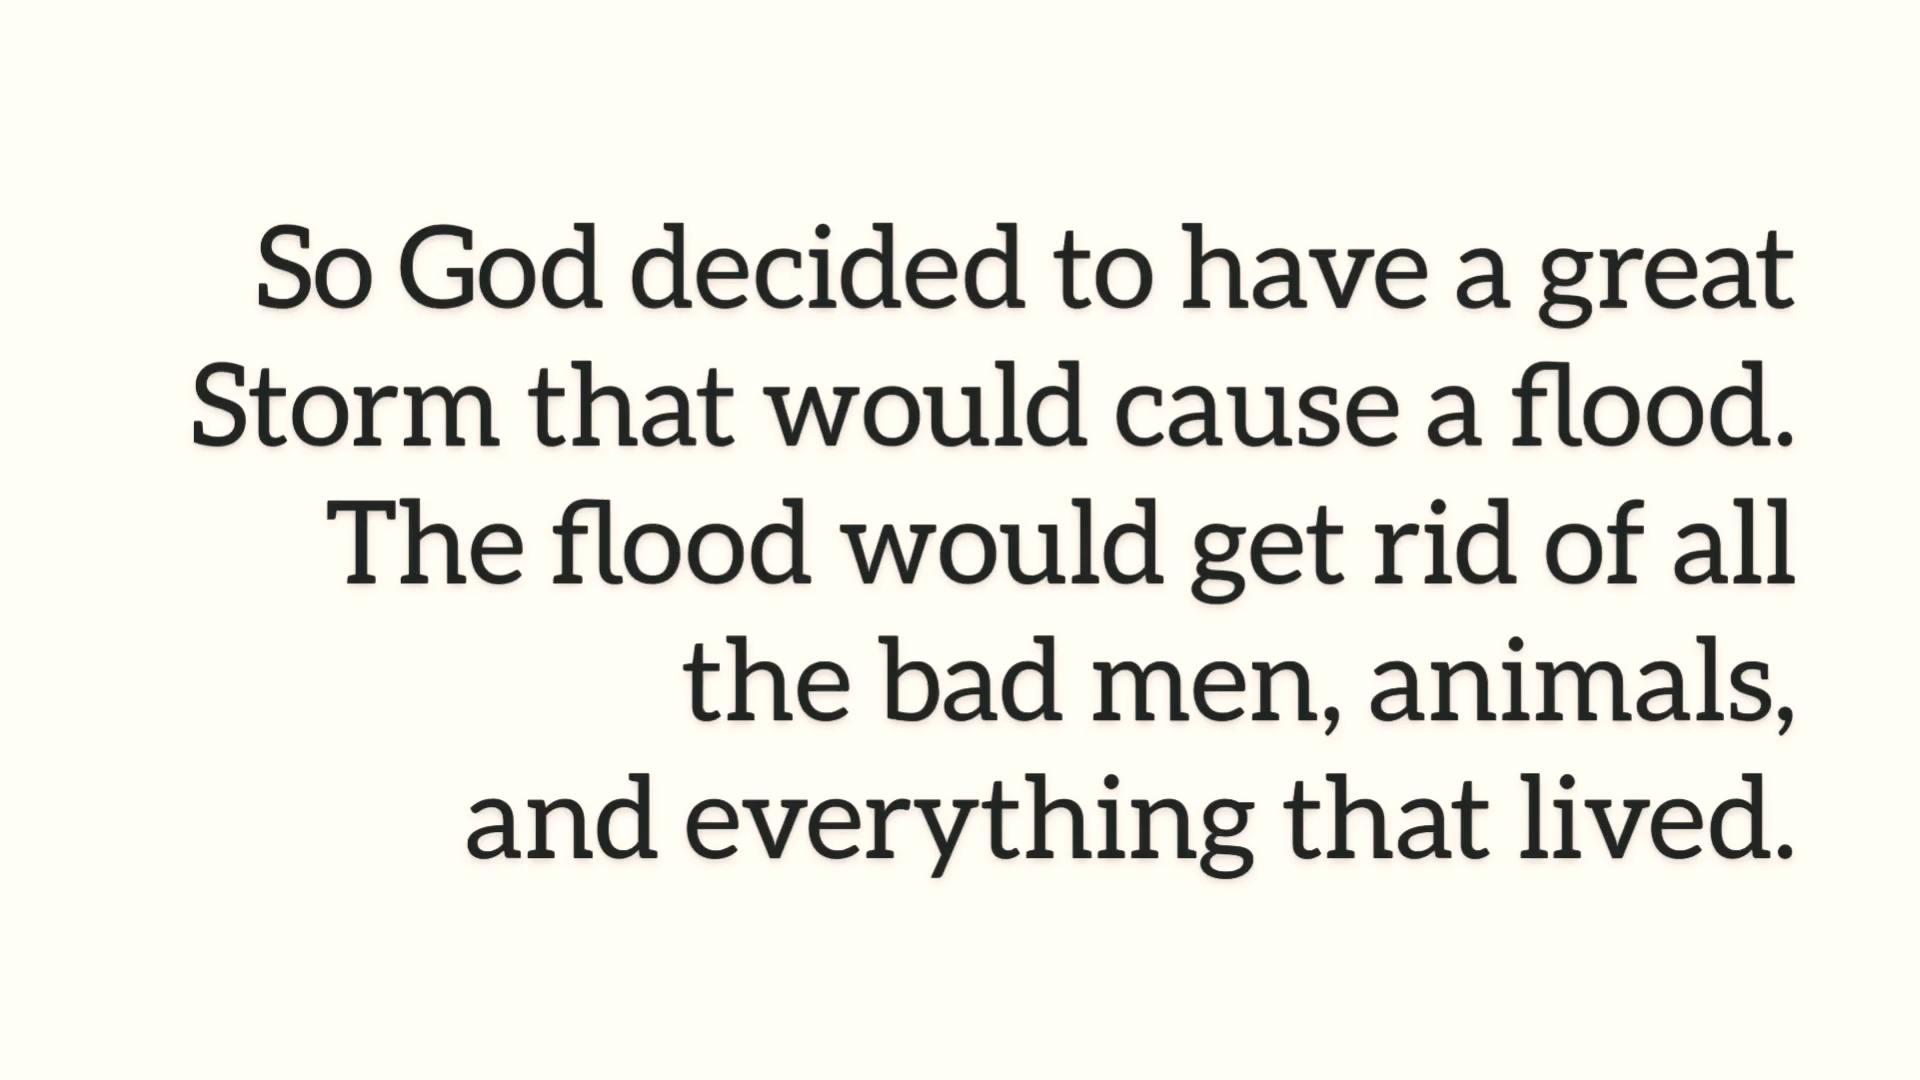 So God decided to have a great
Storm that would cause a flood.
The flood would get rid of all
the bad men, animals,
and everything that lived.